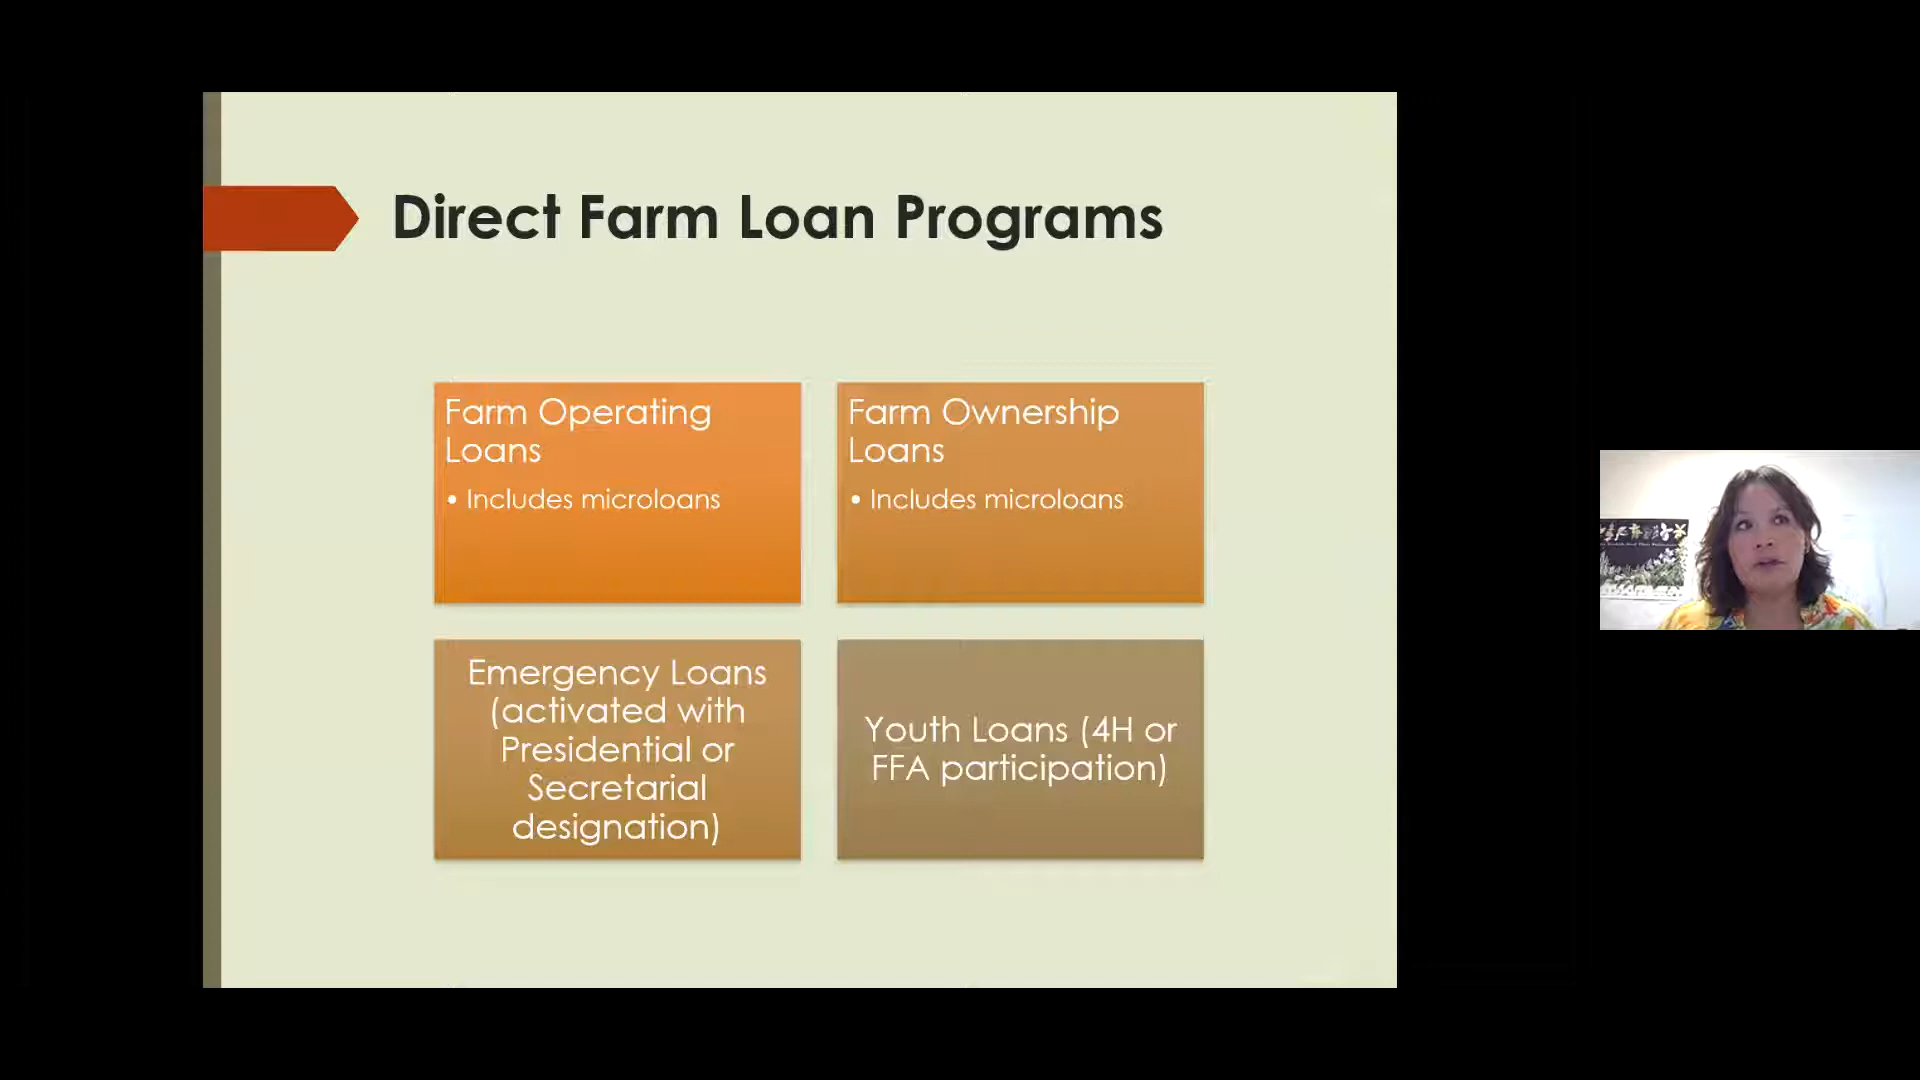 Direct Farm Loan Programs
Farm Operating
Loans
• Includes microloans
Farm Ownership
Loans
• Includes microloans
Emergency Loans
(activated with
Presidential or
Secretarial
designation)
Youth Loans (4H or
FFA participation)